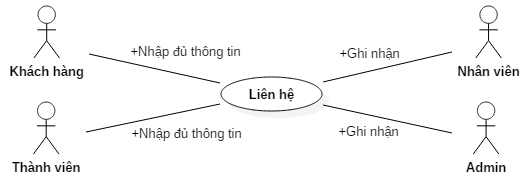 +Nhập đủ thông tin
+Ghi nhận
Khách hàng
Nhân viên
Liên hệ
+Nhập đủ thông tin
+Ghi nhận
Thành viên
Admin